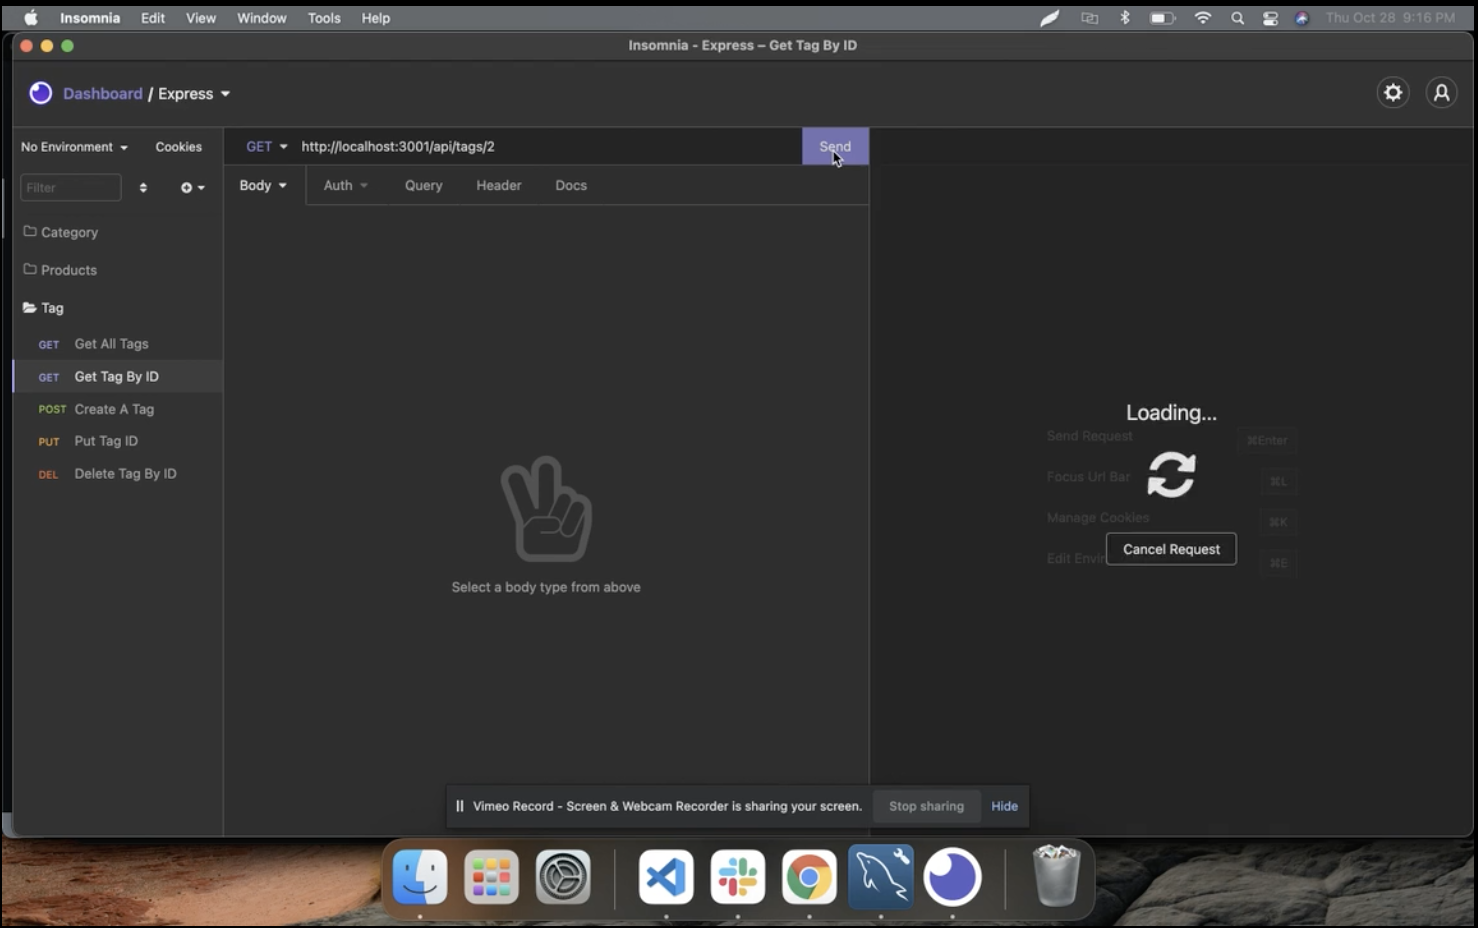 Insomnia Edit View Window Tools Help Thu Oct 28 9:16 PM
Insomnia - Express – Get Tag By ID
Dashboard / Express
No Environment Cookies GET http://localhost:3001/api/tags/2 Send
Filter Body Auth Query Header Docs
Category
Products
Tag
GET Get All Tags
GET Get Tag By ID
POST Create A Tag
PUT Put Tag ID
DEL Delete Tag By ID
Select a body type from above
Loading...
Send Request ⌘Enter
Focus Url Bar ⌘L
Manage Cookies ⌘K
Edit Envir ⌘E
Cancel Request
Vimeo Record - Screen & Webcam Recorder is sharing your screen. Stop sharing Hide